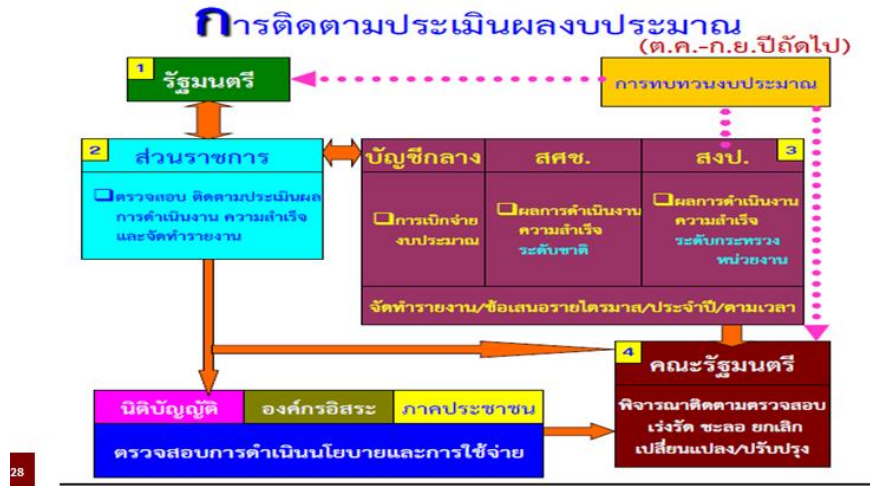 การติดตามประเมินผลงบประมาณ
(ต.ค.-ก.ย.ปีถัดไป)
1
รัฐมนตรี
การทบทวนงบประมาณ
2
ส่วนราชการ
ตรวจสอบ ติดตามประเมินผล
การดำเนินงาน ความสำเร็จ
และจัดทำรายงาน
บัญชีกลาง
สศช.
สงป.
3
การเบิกจ่าย
งบประมาณ
ผลการดำเนินงาน
ความสำเร็จ
ระดับชาติ
ผลการดำเนินงาน
ความสำเร็จ
ระดับกระทรวง
หน่วยงาน
จัดทำรายงาน/ข้อเสนอรายไตรมาส/ประจำปี/ตามเวลา
4
คณะรัฐมนตรี
พิจารณาติดตามตรวจสอบ
เร่งรัด ชะลอ ยกเลิก
เปลี่ยนแปลง/ปรับปรุง
นิติบัญญัติ
องค์กรอิสระ
ภาคประชาชน
ตรวจสอบการดำเนินนโยบายและการใช้จ่าย
28